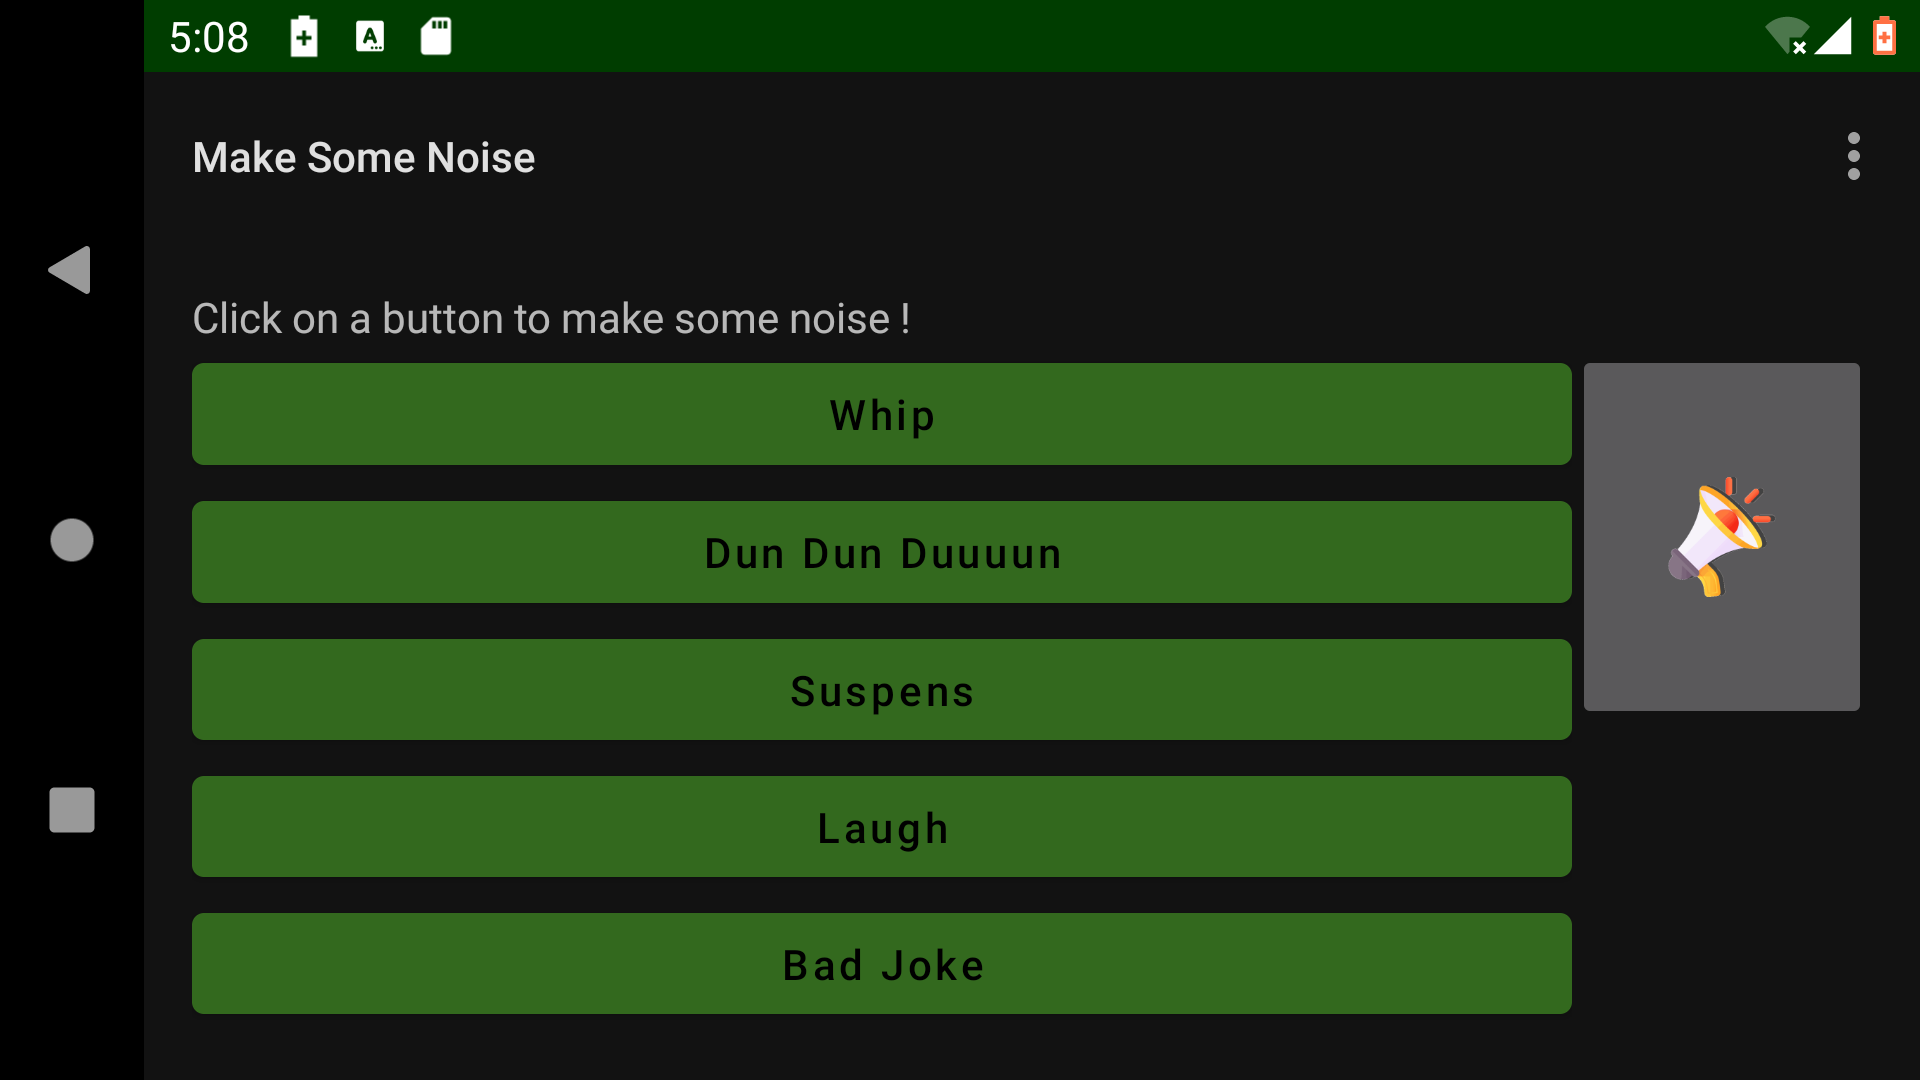 5:08
Make Some Noise
Click on a button to make some noise !
Whip
Dun Dun Duuuun
Suspens
Laugh
Bad Joke